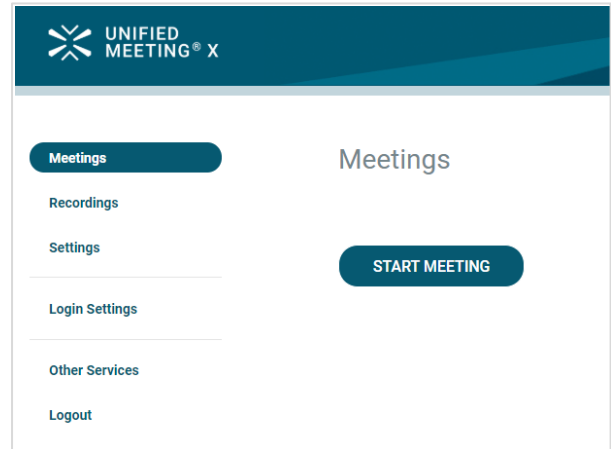 UNIFIED
MEETING® X
Meetings
Recordings
Settings
Login Settings
Other Services
Logout
Meetings
START MEETING